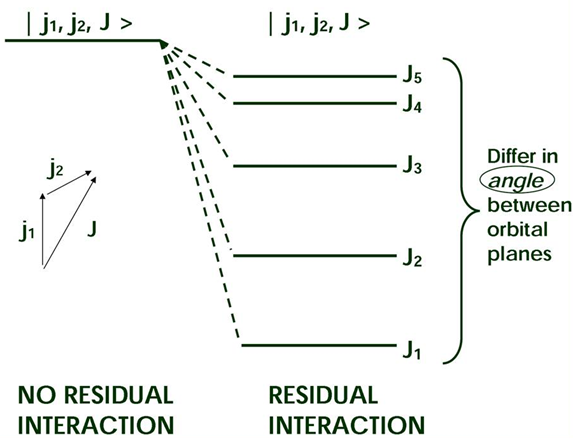 | j₁, j₂, J >
| j₁, j₂, J >
J₅
J₄
J₃
J₂
J₁
j₂
j₁
J
Differ in
angle
between
orbital
planes
NO RESIDUAL
INTERACTION
RESIDUAL
INTERACTION